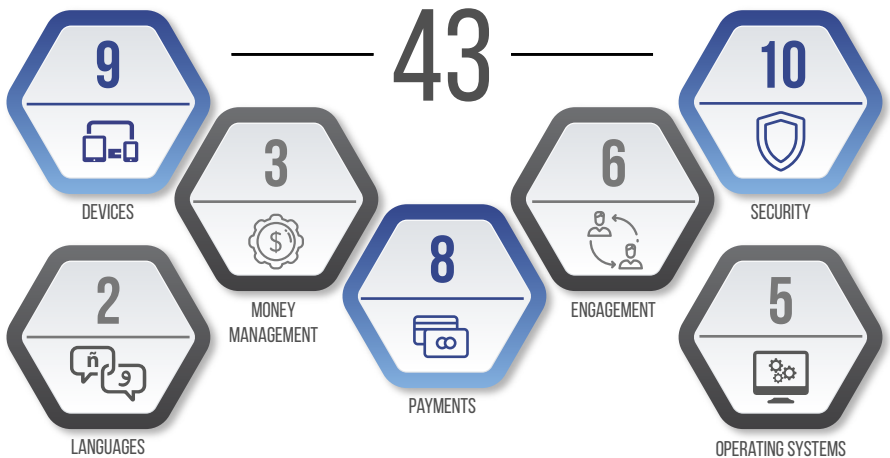 43
9
DEVICES
3
MONEY
MANAGEMENT
8
PAYMENTS
6
ENGAGEMENT
10
SECURITY
2
ñ
و
LANGUAGES
5
OPERATING SYSTEMS
$